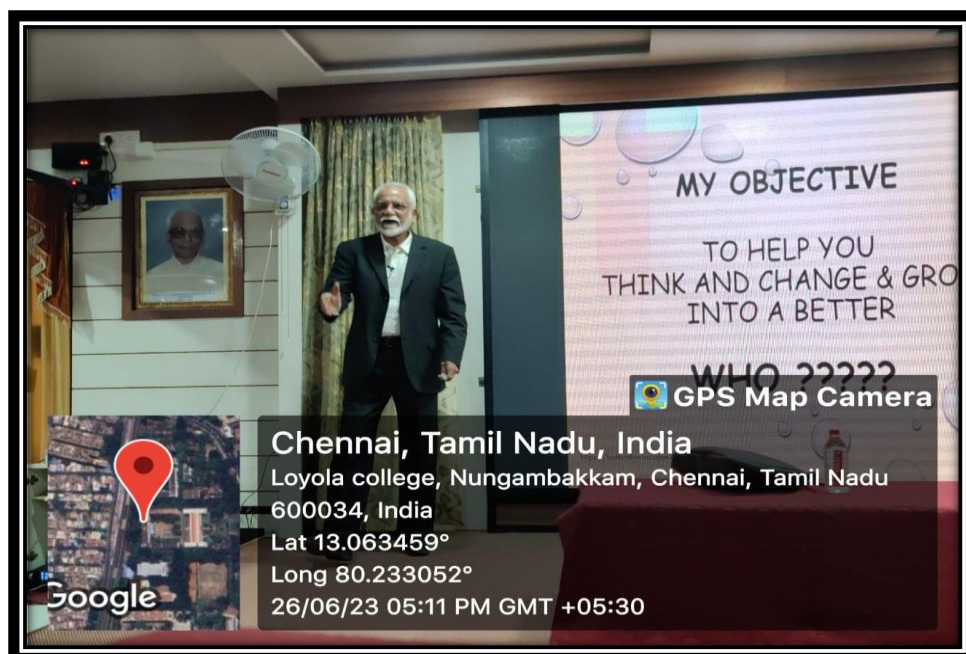 MY OBJECTIVE
TO HELP YOU
THINK AND CHANGE & GRO
INTO A BETTER
WHO ?????
GPS Map Camera
Chennai, Tamil Nadu, India
Loyola college, Nungambakkam, Chennai, Tamil Nadu
600034, India
Lat 13.063459°
Long 80.233052°
26/06/23 05:11 PM GMT +05:30
Google